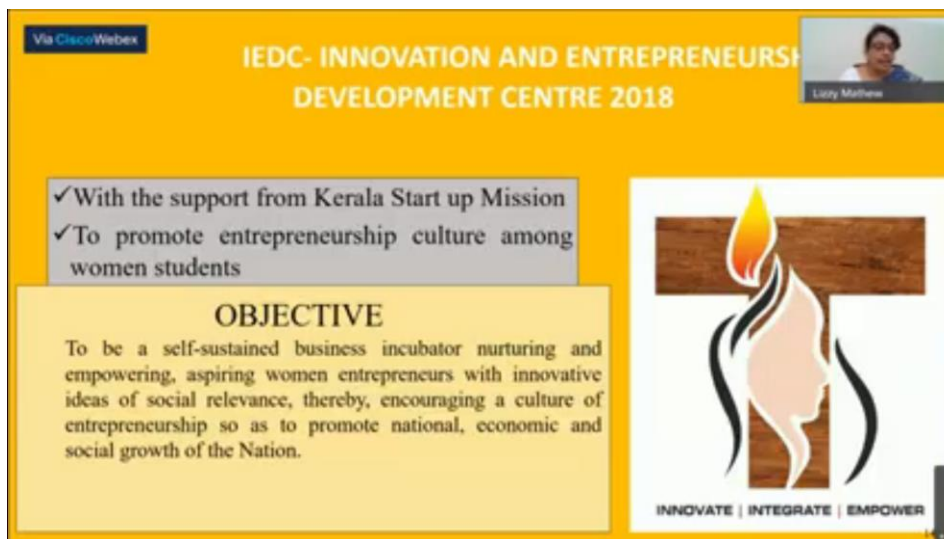 Via Cisco Webex
IEDC- INNOVATION AND ENTREPRENEURSH
DEVELOPMENT CENTRE 2018
Lizzy Mathew
✓With the support from Kerala Start up Mission
✓To promote entrepreneurship culture among
women students
OBJECTIVE
To be a self-sustained business incubator nurturing and
empowering, aspiring women entrepreneurs with innovative
ideas of social relevance, thereby, encouraging a culture of
entrepreneurship so as to promote national, economic and
social growth of the Nation.
INNOVATE | INTEGRATE | EMPOWER